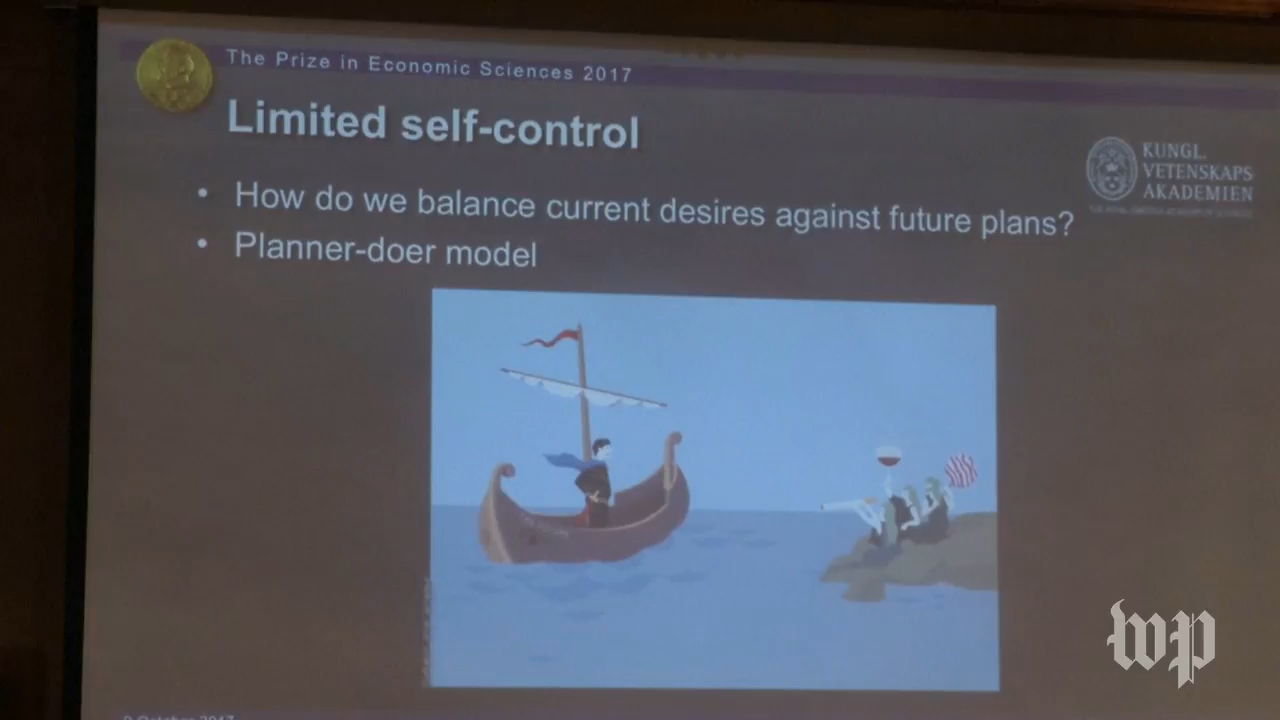 The Prize in Economic Sciences 2017
Limited self-control
KUNGL.
VETENSKAPS
AKADEMIEN
• How do we balance current desires against future plans?
• Planner-doer model
wp